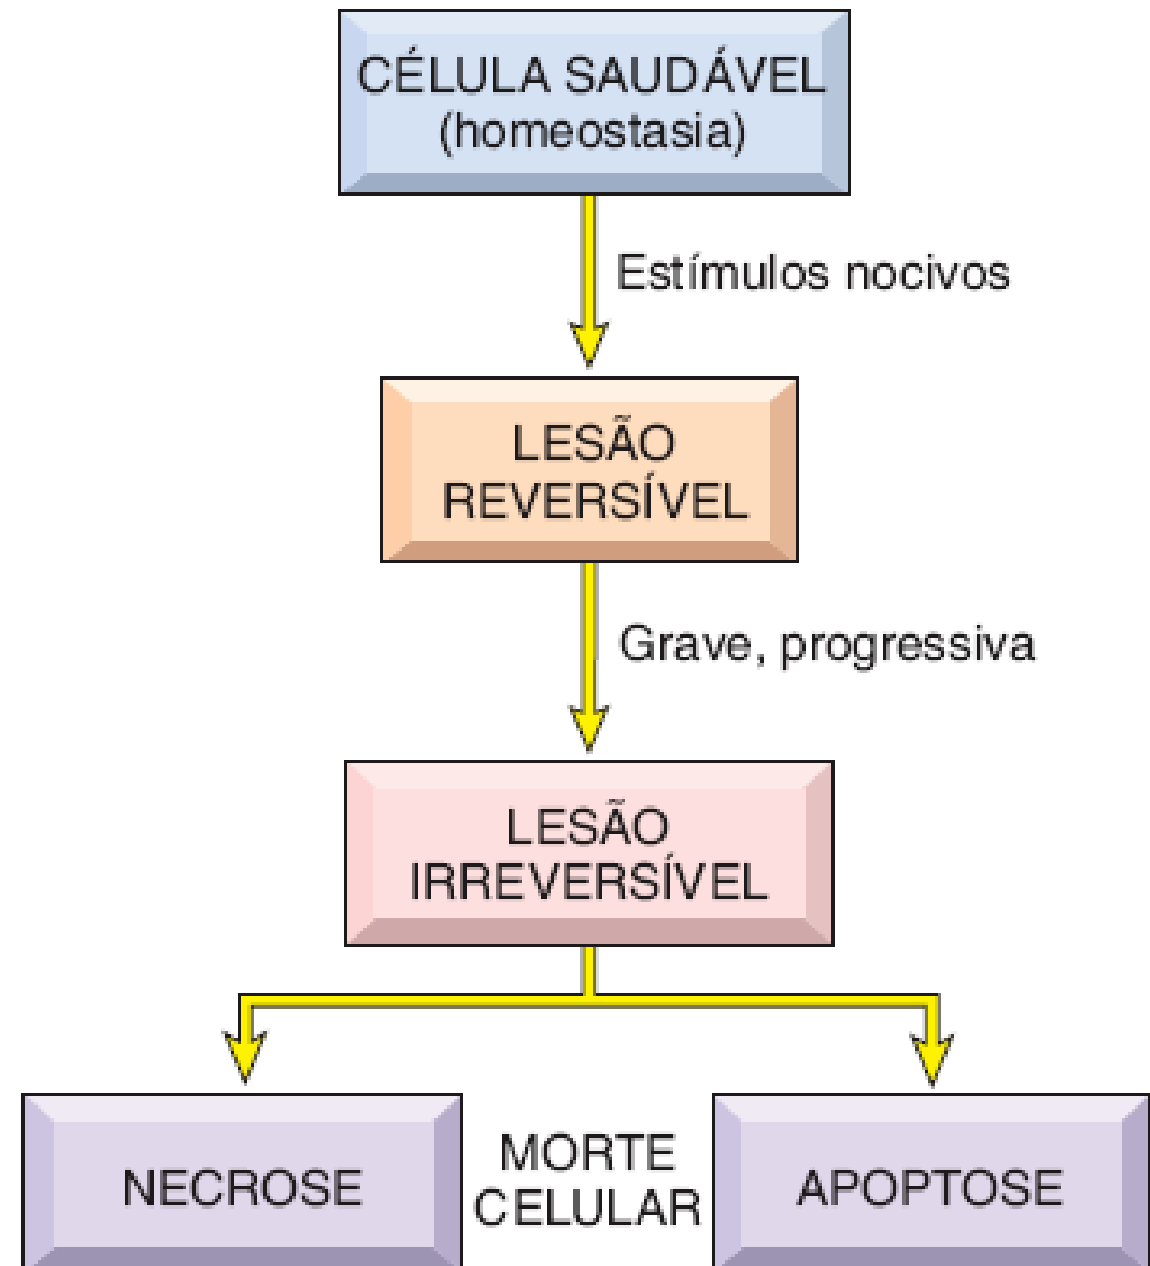 CÉLULA SAUDÁVEL
(homeostasia)
Estímulos nocivos
LESÃO
REVERSÍVEL
Grave, progressiva
LESÃO
IRREVERSÍVEL
NECROSE
MORTE
CELULAR
APOPTOSE